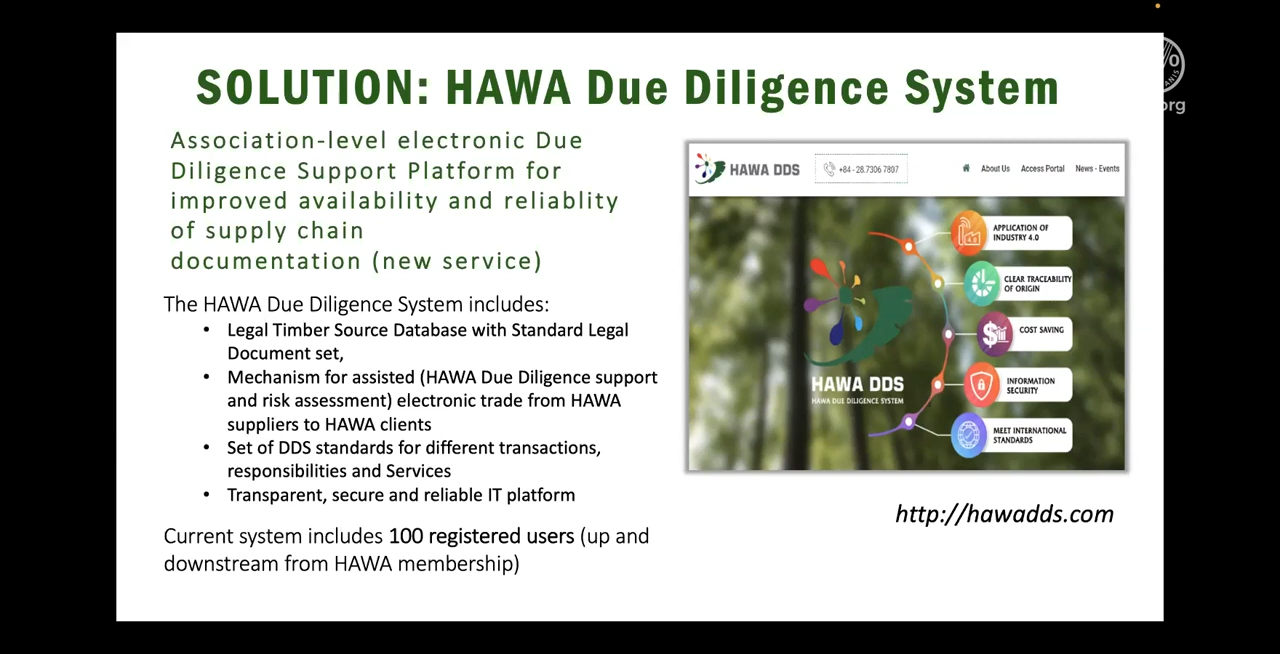 SOLUTION: HAWA Due Diligence System
Association-level electronic Due
Diligence Support Platform for
improved availability and reliablity
of supply chain
documentation (new service)
The HAWA Due Diligence System includes:
• Legal Timber Source Database with Standard Legal
Document set,
• Mechanism for assisted (HAWA Due Diligence support
and risk assessment) electronic trade from HAWA
suppliers to HAWA clients
• Set of DDS standards for different transactions,
responsibilities and Services
• Transparent, secure and reliable IT platform
Current system includes 100 registered users (up and
downstream from HAWA membership)
HAWA DDS
+84 - 28.7306 7897
About Us Access Portal News - Events
APPLICATION OF
INDUSTRY 4.0
4.0
CLEAR TRACEABILITY
OF ORIGIN
COST SAVING
INFORMATION
SECURITY
MEET INTERNATIONAL
STANDARDS
HAWA DDS
HAWA DUE DILIGENCE SYSTEM
http://hawadds.com
org